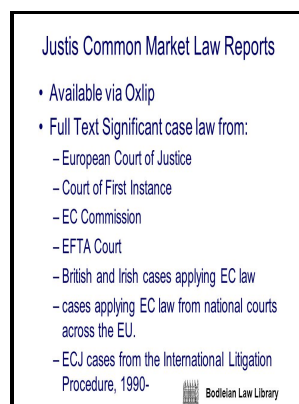 Justis Common Market Law Reports
• Available via Oxlip
• Full Text Significant case law from:
– European Court of Justice
– Court of First Instance
– EC Commission
– EFTA Court
– British and Irish cases applying EC law
– cases applying EC law from national courts
across the EU.
– ECJ cases from the International Litigation
Procedure, 1990-
Bodleian Law Library